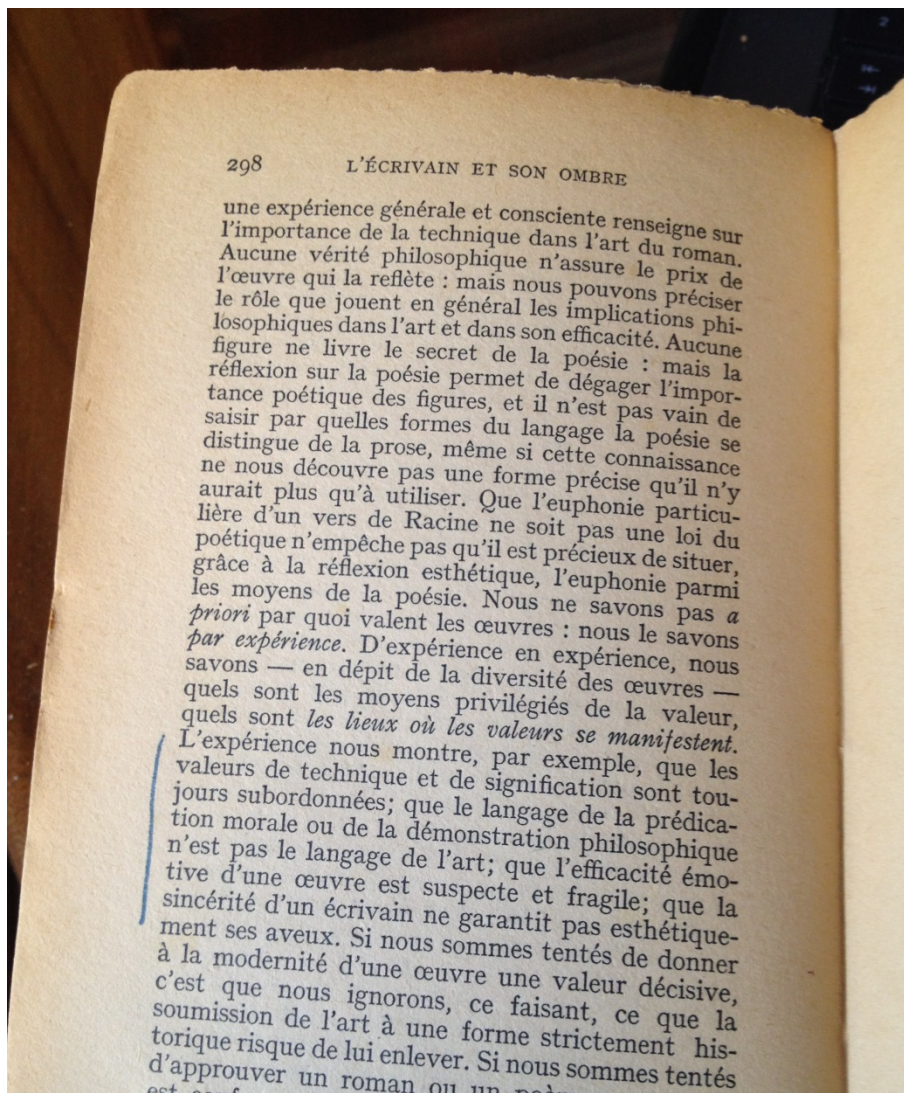 298 L'ÉCRIVAIN ET SON OMBRE
une expérience générale et consciente renseigne sur
l'importance de la technique dans l'art du roman.
Aucune vérité philosophique n'assure le prix de
l'œuvre qui la reflète : mais nous pouvons préciser
le rôle que jouent en général les implications phi-
losophiques dans l'art et dans son efficacité. Aucune
figure ne livre le secret de la poésie : mais la
réflexion sur la poésie permet de dégager l'impor-
tance poétique des figures, et il n'est pas vain de
saisir par quelles formes du langage la poésie se
distingue de la prose, même si cette connaissance
ne nous découvre pas une forme précise qu'il n'y
aurait plus qu'à utiliser. Que l'euphonie particu-
lière d'un vers de Racine ne soit pas une loi du
poétique n'empêche pas qu'il est précieux de situer,
grâce à la réflexion esthétique, l'euphonie parmi
les moyens de la poésie. Nous ne savons pas a
priori par quoi valent les œuvres : nous le savons
par expérience. D'expérience en expérience, nous
savons — en dépit de la diversité des œuvres —
quels sont les moyens privilégiés de la valeur,
quels sont les lieux où les valeurs se manifestent.
L'expérience nous montre, par exemple, que les
valeurs de technique et de signification sont tou-
jours subordonnées; que le langage de la prédica-
tion morale ou de la démonstration philosophique
n'est pas le langage de l'art; que l'efficacité émo-
tive d'une œuvre est suspecte et fragile; que la
sincérité d'un écrivain ne garantit pas esthétique-
ment ses aveux. Si nous sommes tentés de donner
à la modernité d'une œuvre une valeur décisive,
c'est que nous ignorons, ce faisant, ce que la
soumission de l'art à une forme strictement his-
torique risque de lui enlever. Si nous sommes tentés
d'approuver un roman ou un